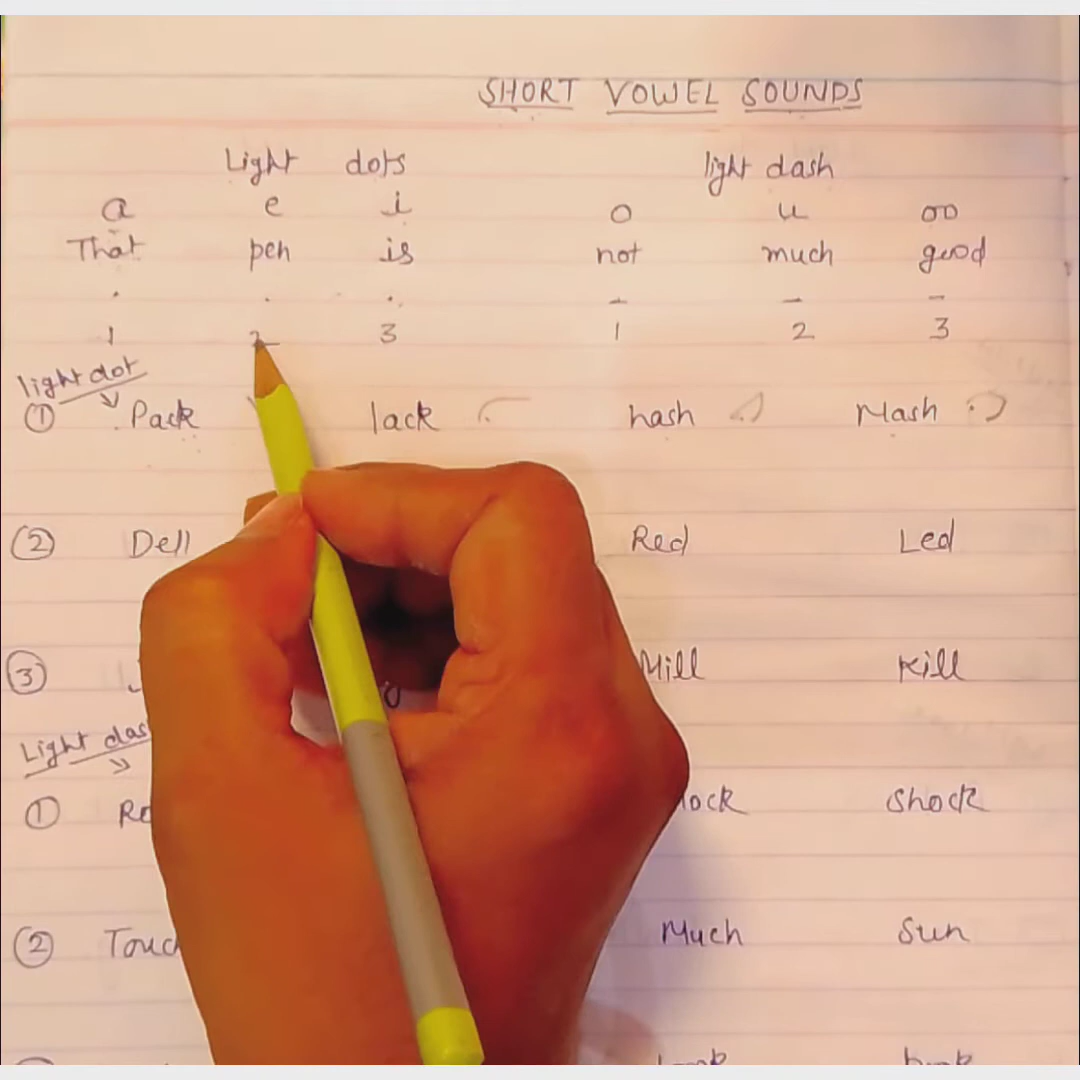 SHORT VOWEL SOUNDS
Light dots light dash
a e i o u oo
That pen is not much good
1 2 3 1 2 3
light dot
① Pack lack hash Mash
② Dell Red Led
③ Mill Kill
Light
① Shock
② Much Sun